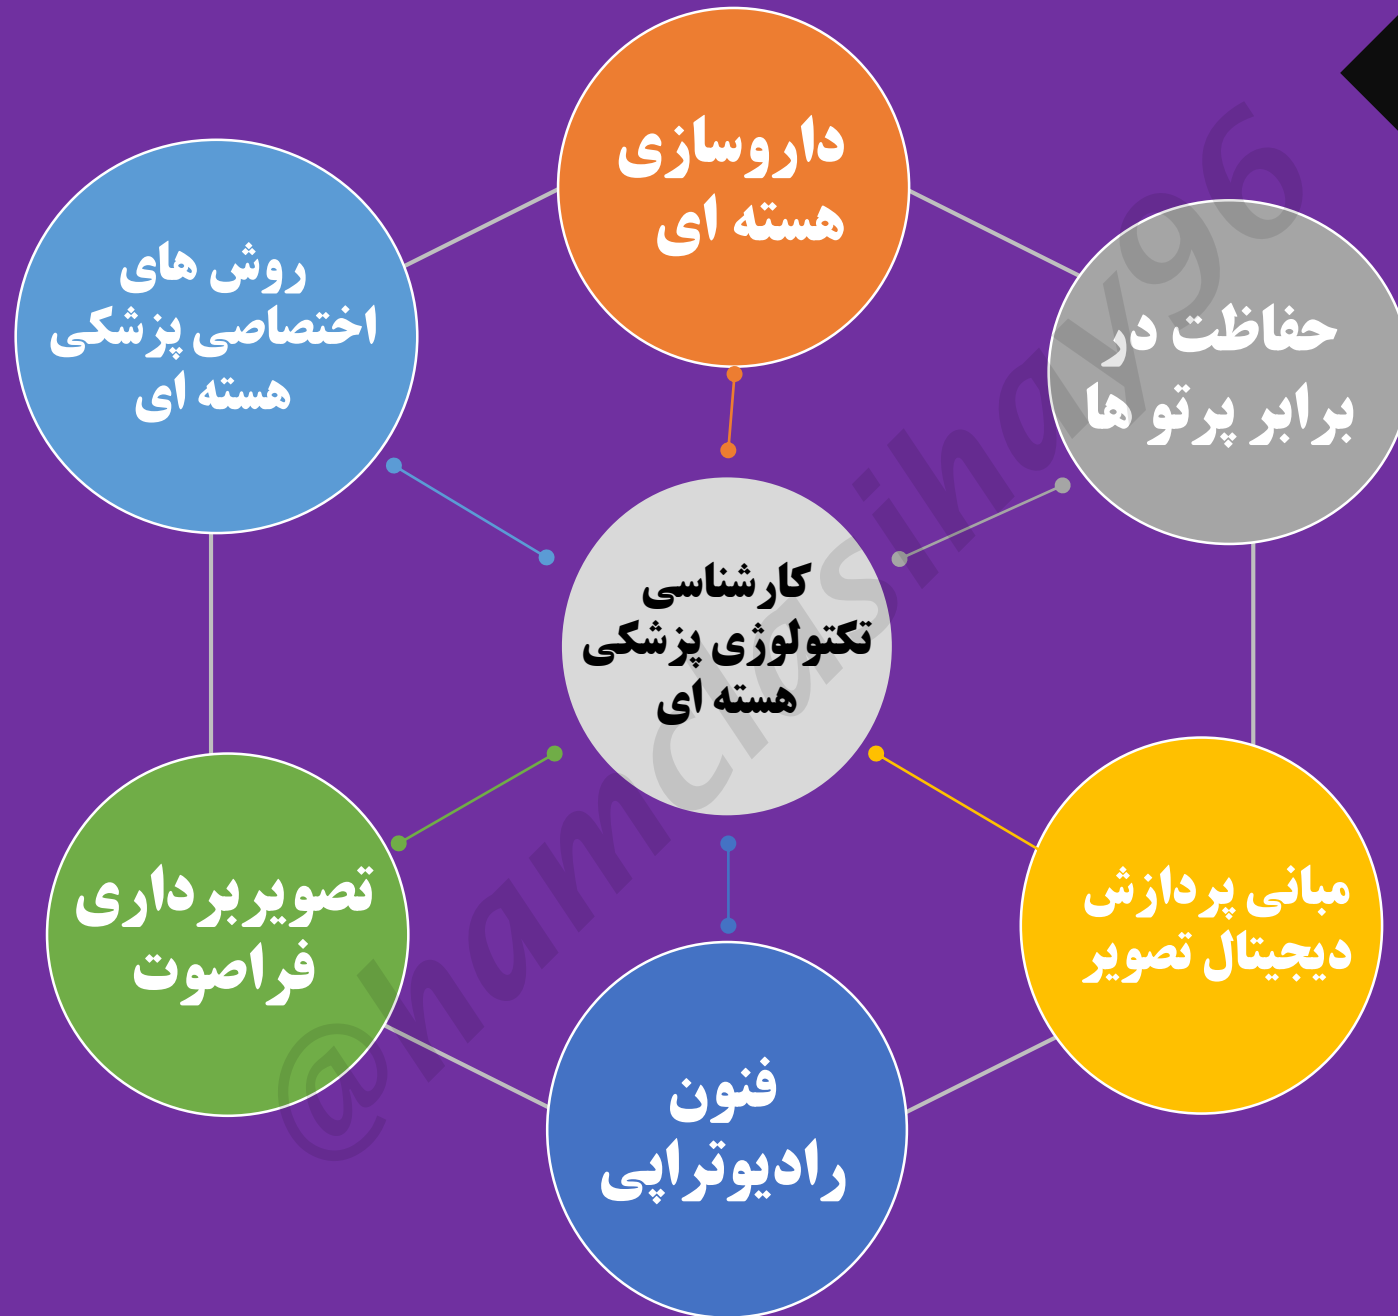 داروسازی
هسته ای
حفاظت در
برابر پرتو ها
روش های
اختصاصی پزشکی
هسته ای
کارشناسی
تکتولوژی پزشکی
هسته ای
مبانی پردازش
دیجیتال تصویر
تصویربرداری
فراصوت
فنون
رادیوتراپی
@hamclasihay96